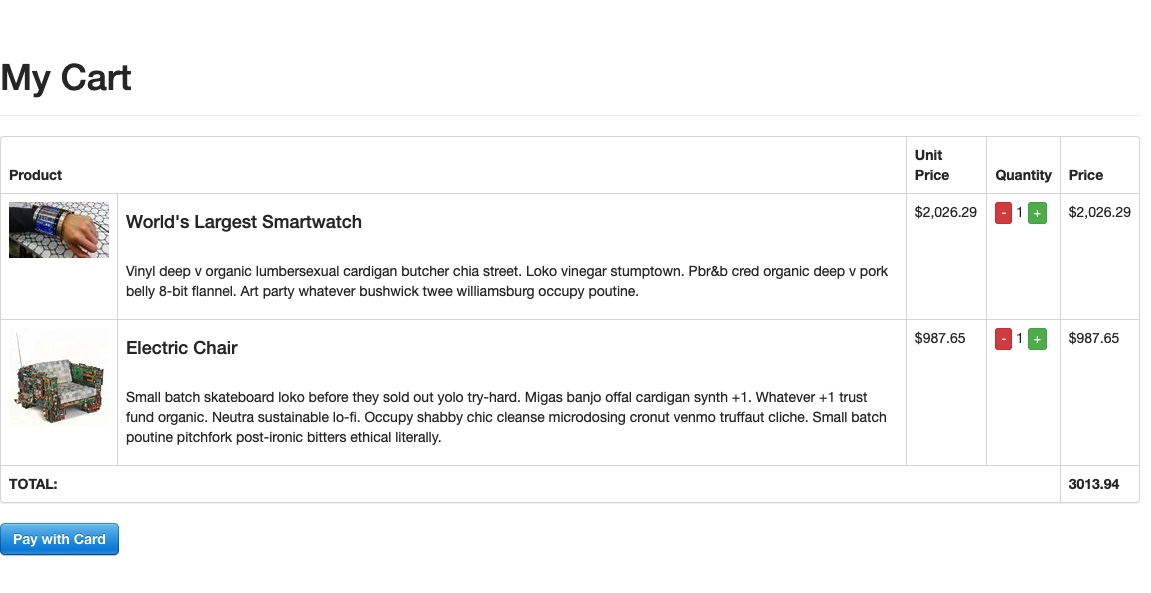 My Cart
Product
Unit
Price
Quantity
Price
World's Largest Smartwatch
$2,026.29
- 1 +
$2,026.29
Vinyl deep v organic lumbersexual cardigan butcher chia street. Loko vinegar stumptown. Pbr&b cred organic deep v pork
belly 8-bit flannel. Art party whatever bushwick twee williamsburg occupy poutine.
Electric Chair
$987.65
- 1 +
$987.65
Small batch skateboard loko before they sold out yolo try-hard. Migas banjo offal cardigan synth +1. Whatever +1 trust
fund organic. Neutra sustainable lo-fi. Occupy shabby chic cleanse microdosing cronut venmo truffaut cliche. Small batch
poutine pitchfork post-ironic bitters ethical literally.
TOTAL:
3013.94
Pay with Card